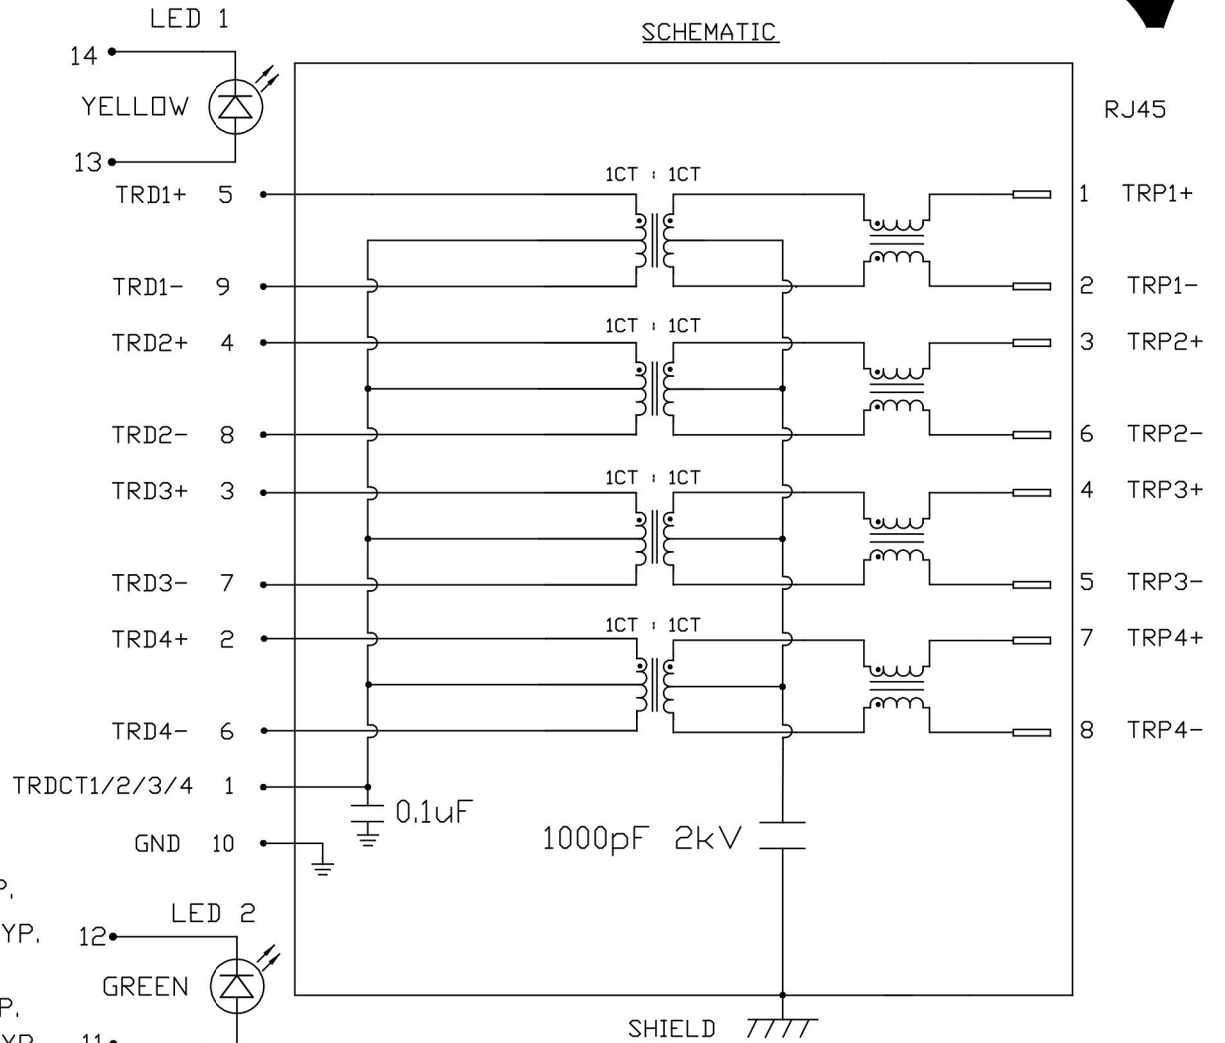 LED 1
SCHEMATIC
14
YELLOW
RJ45
13
1CT : 1CT
TRD1+ 5
1 TRP1+
TRD1- 9
2 TRP1-
1CT : 1CT
TRD2+ 4
3 TRP2+
TRD2- 8
6 TRP2-
1CT : 1CT
TRD3+ 3
4 TRP3+
TRD3- 7
5 TRP3-
1CT : 1CT
TRD4+ 2
7 TRP4+
TRD4- 6
8 TRP4-
TRDCT1/2/3/4 1
0.1uF
1000pF 2kV
GND 10
P.
LED 2
YP.
12
GREEN
P.
SHIELD
YP.
11